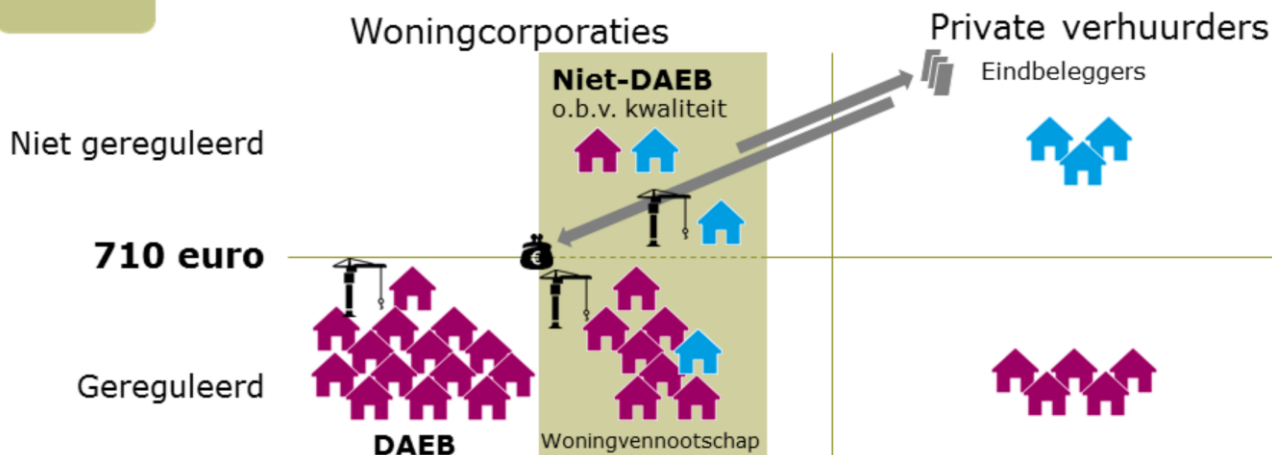 Woningcorporaties
Private verhuurders
Niet-DAEB
o.b.v. kwaliteit
Eindbeleggers
Niet gereguleerd
710 euro
€
Gereguleerd
DAEB
Woningvennootschap